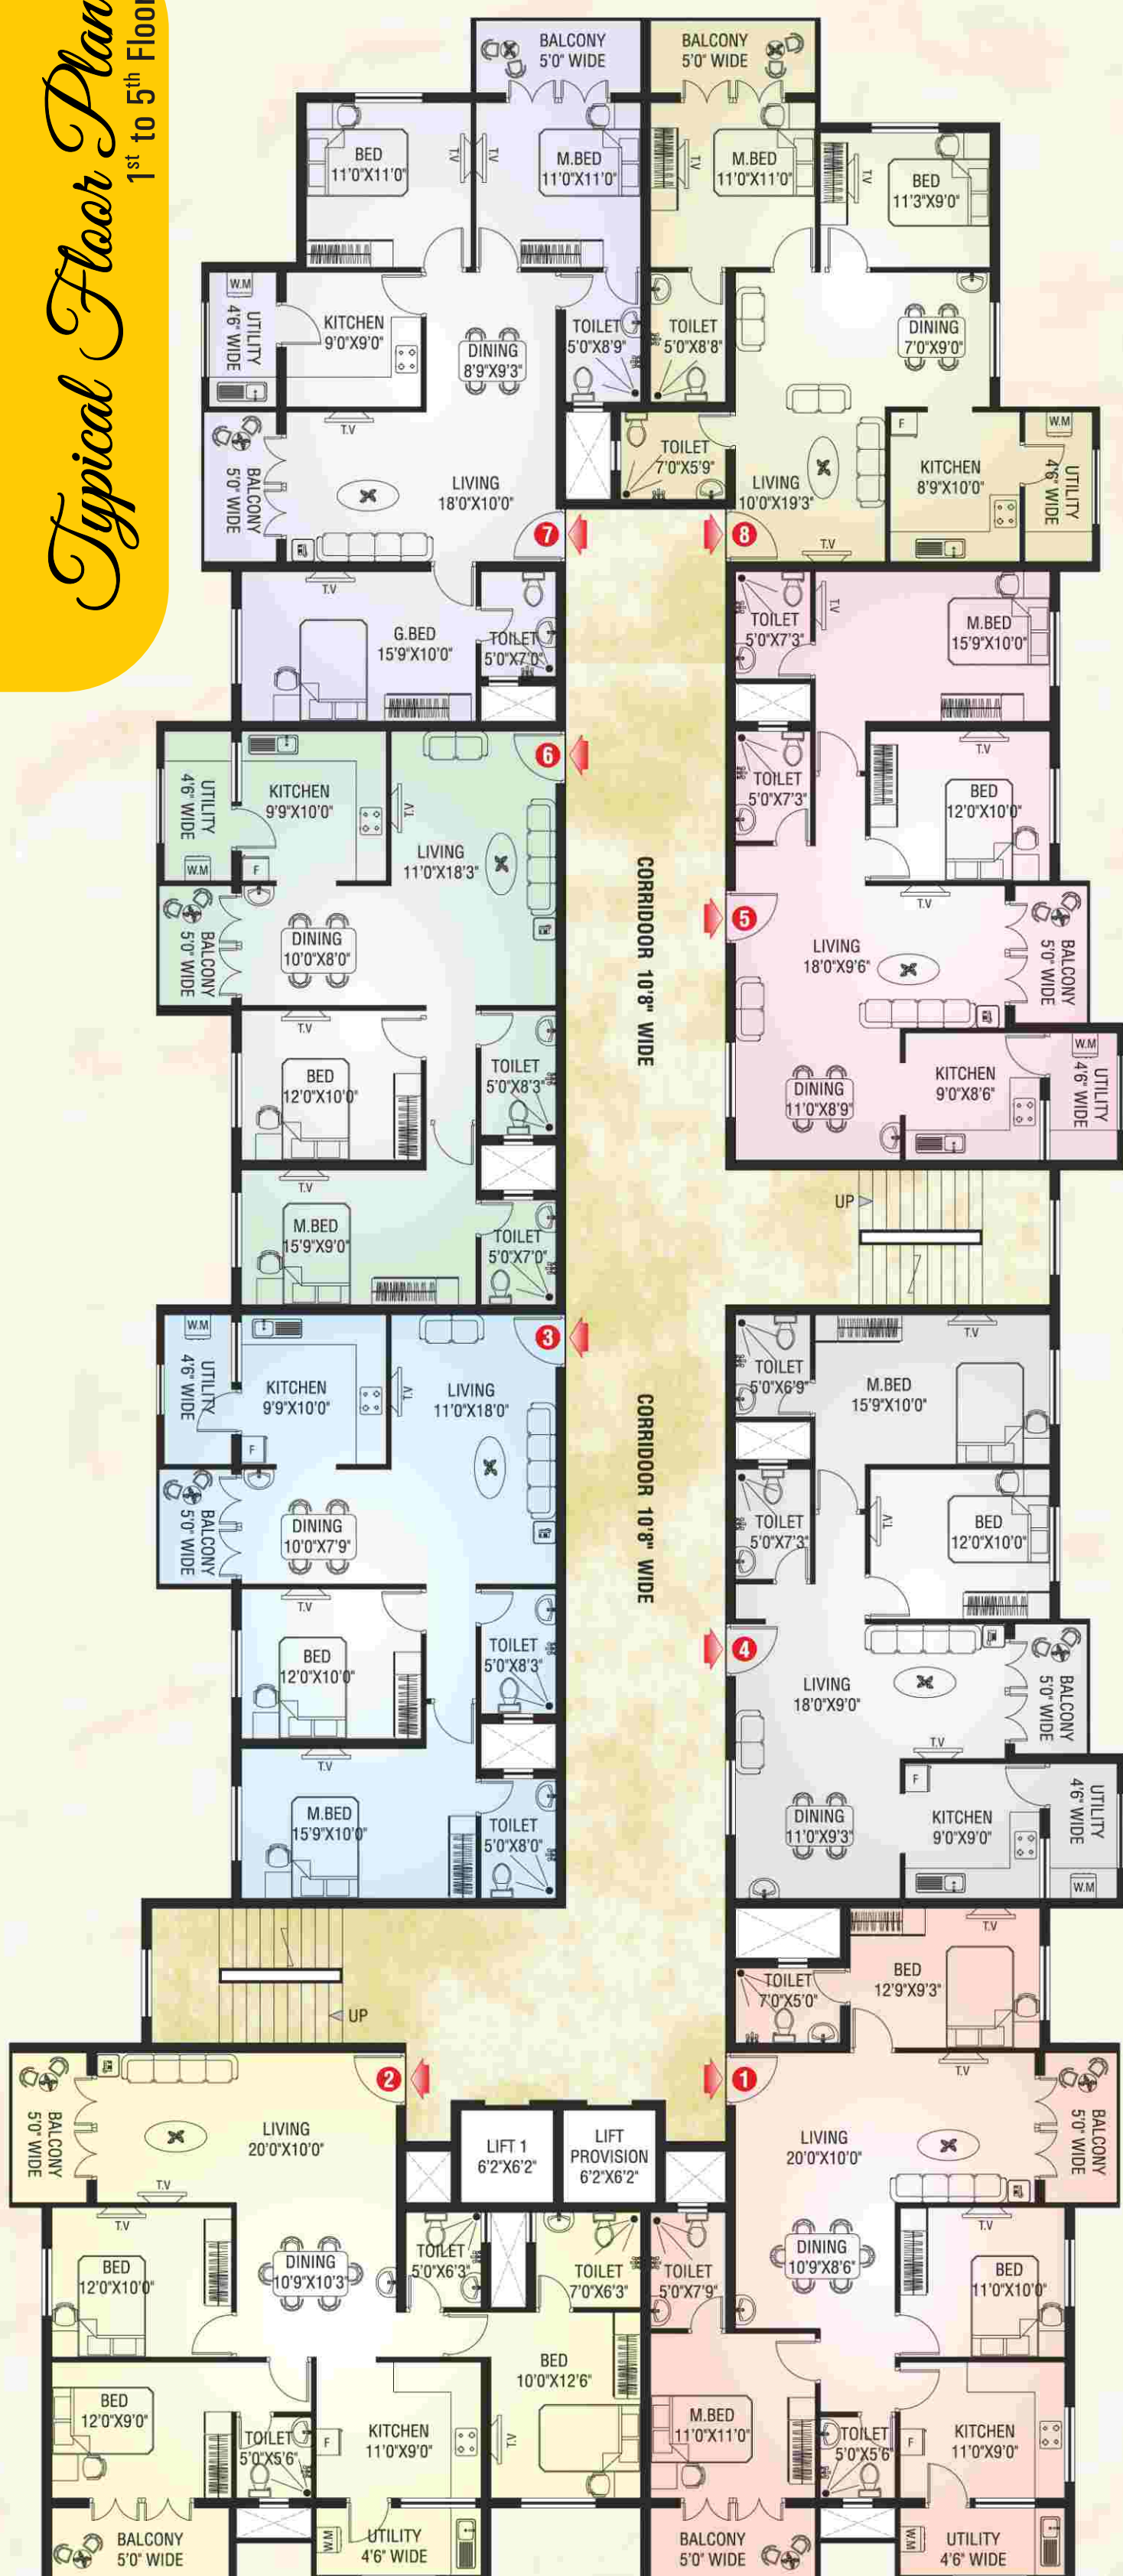 Typical Floor Plan
1st to 5th Floor
BALCONY
5'0" WIDE
BALCONY
5'0" WIDE
BED
11'0"X11'0"
T.V
T.V
M.BED
11'0"X11'0"
T.V
M.BED
11'0"X11'0"
T.V
BED
11'3"X9'0"
W.M
UTILITY
4'6" WIDE
KITCHEN
9'0"X9'0"
DINING
8'9"X9'3"
TOILET
5'0"X8'9"
TOILET
5'0"X8'8"
DINING
7'0"X9'0"
BALCONY
5'0" WIDE
T.V
LIVING
18'0"X10'0"
TOILET
7'0"X5'9"
LIVING
10'0"X19'3"
F
KITCHEN
8'9"X10'0"
W.M
UTILITY
4'6" WIDE
7
8
T.V
T.V
G.BED
15'9"X10'0"
TOILET
5'0"X7'0"
TOILET
5'0"X7'3"
T.V
M.BED
15'9"X10'0"
6
UTILITY
4'6" WIDE
W.M
KITCHEN
9'9"X10'0"
F
T.V
LIVING
11'0"X18'3"
TOILET
5'0"X7'3"
T.V
BED
12'0"X10'0"
CORRIDOOR 10'8" WIDE
BALCONY
5'0" WIDE
DINING
10'0"X8'0"
5
T.V
LIVING
18'0"X9'6"
BALCONY
5'0" WIDE
T.V
BED
12'0"X10'0"
TOILET
5'0"X8'3"
DINING
11'0"X8'9"
KITCHEN
9'0"X8'6"
W.M
UTILITY
4'6" WIDE
T.V
M.BED
15'9"X9'0"
TOILET
5'0"X7'0"
UP
W.M
UTILITY
4'6" WIDE
KITCHEN
9'9"X10'0"
F
T.V
LIVING
11'0"X18'0"
3
TOILET
5'0"X6'9"
T.V
M.BED
15'9"X10'0"
CORRIDOOR 10'8" WIDE
BALCONY
5'0" WIDE
DINING
10'0"X7'9"
TOILET
5'0"X7'3"
T.V
BED
12'0"X10'0"
T.V
BED
12'0"X10'0"
TOILET
5'0"X8'3"
4
LIVING
18'0"X9'0"
T.V
BALCONY
5'0" WIDE
T.V
M.BED
15'9"X10'0"
TOILET
5'0"X8'0"
DINING
11'0"X9'3"
F
KITCHEN
9'0"X9'0"
UTILITY
4'6" WIDE
W.M
UP
TOILET
7'0"X5'0"
T.V
BED
12'9"X9'3"
2
1
BALCONY
5'0" WIDE
LIVING
20'0"X10'0"
T.V
LIFT 1
6'2"X6'2"
LIFT
PROVISION
6'2"X6'2"
T.V
LIVING
20'0"X10'0"
BALCONY
5'0" WIDE
T.V
BED
12'0"X10'0"
DINING
10'9"X10'3"
TOILET
5'0"X6'3"
TOILET
7'0"X6'3"
TOILET
5'0"X7'9"
DINING
10'9"X8'6"
T.V
BED
11'0"X10'0"
BED
12'0"X9'0"
TOILET
5'0"X5'6"
F
KITCHEN
11'0"X9'0"
BED
10'0"X12'6"
T.V
M.BED
11'0"X11'0"
TOILET
5'0"X5'6"
F
KITCHEN
11'0"X9'0"
BALCONY
5'0" WIDE
W.M
UTILITY
4'6" WIDE
BALCONY
5'0" WIDE
W.M
UTILITY
4'6" WIDE